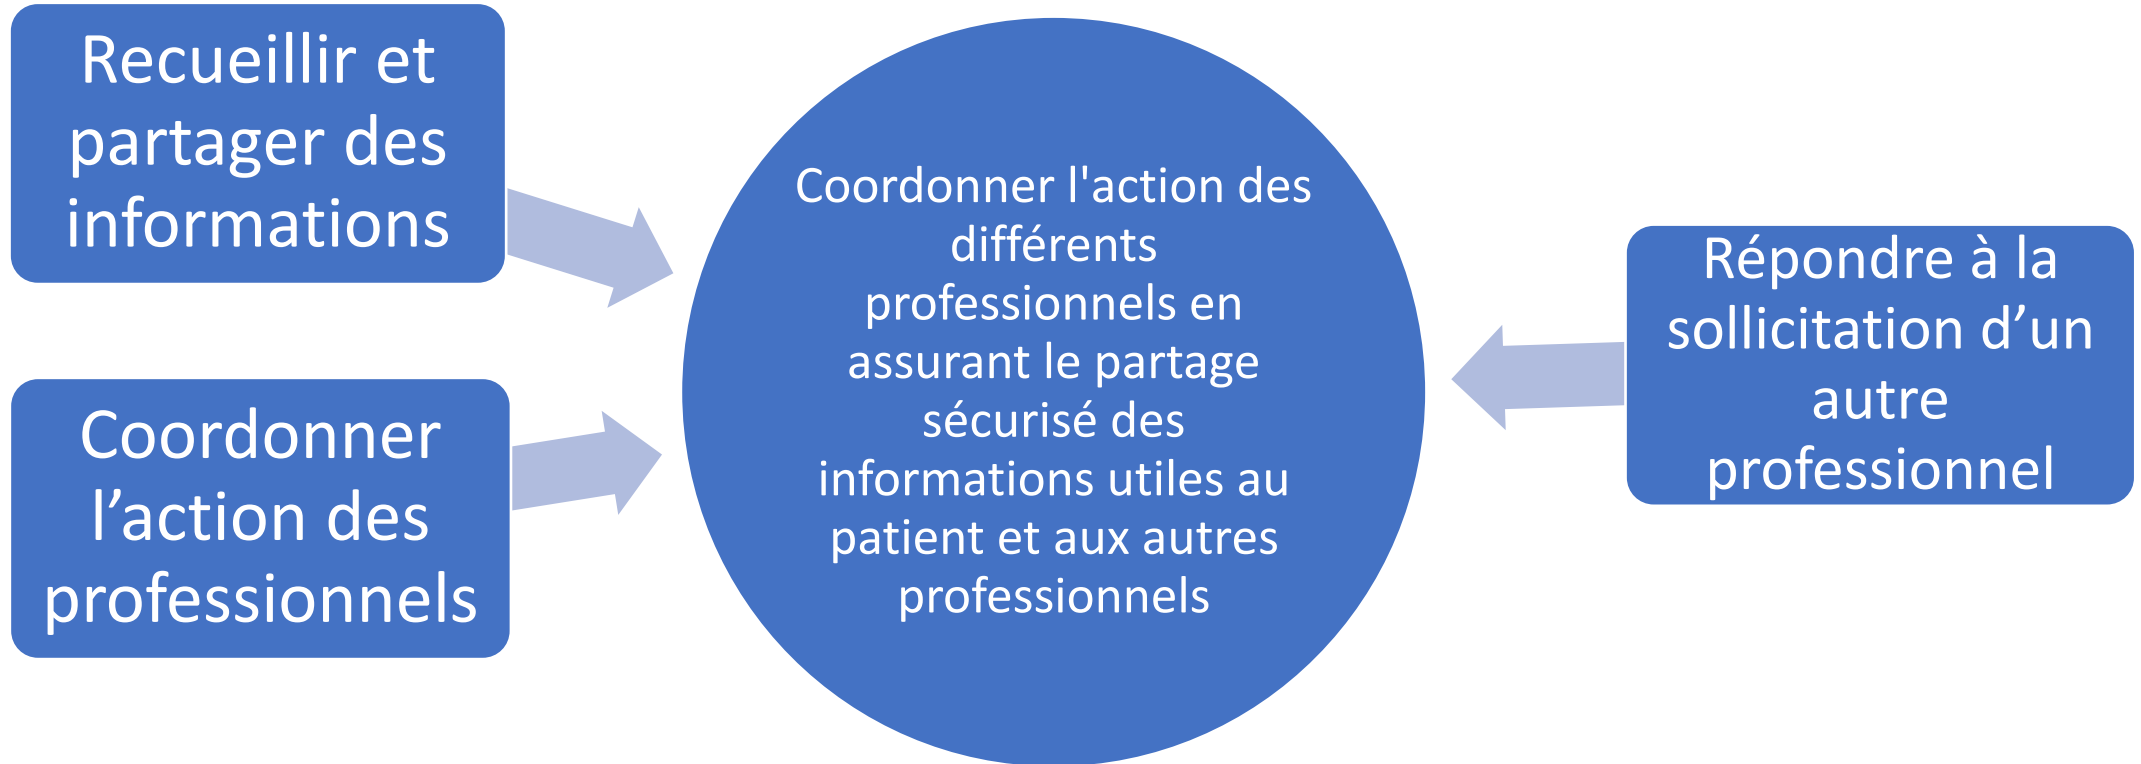 Recueillir et
partager des
informations
Coordonner
l’action des
professionnels
Coordonner l'action des
différents
professionnels en
assurant le partage
sécurisé des
informations utiles au
patient et aux autres
professionnels
Répondre à la
sollicitation d’un
autre
professionnel